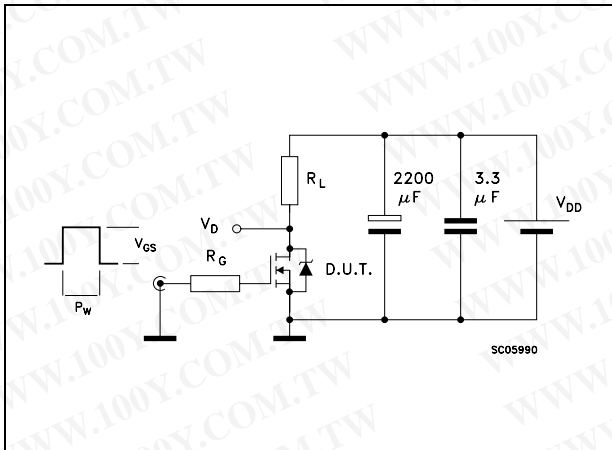 WWW.100Y.COM.TW
R_L
2200 μF
3.3 μF
V_DD
V_D
V_GS
R_G
D.U.T.
P_W
SC05990